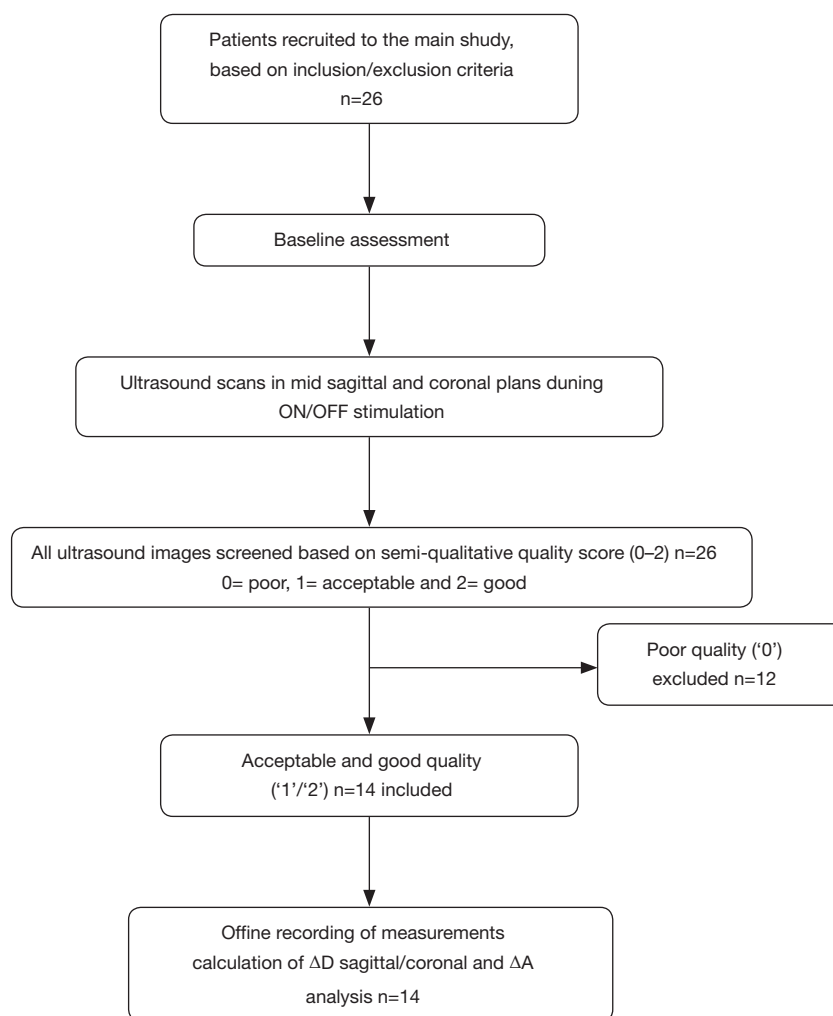 Patients recruited to the main shudy,
based on inclusion/exclusion criteria
n=26
Baseline assessment
Ultrasound scans in mid sagittal and coronal plans duning
ON/OFF stimulation
All ultrasound images screened based on semi-qualitative quality score (0–2) n=26
0= poor, 1= acceptable and 2= good
Poor quality (‘0’)
excluded n=12
Acceptable and good quality
(‘1’/‘2’) n=14 included
Offine recording of measurements
calculation of ΔD sagittal/coronal and ΔA
analysis n=14